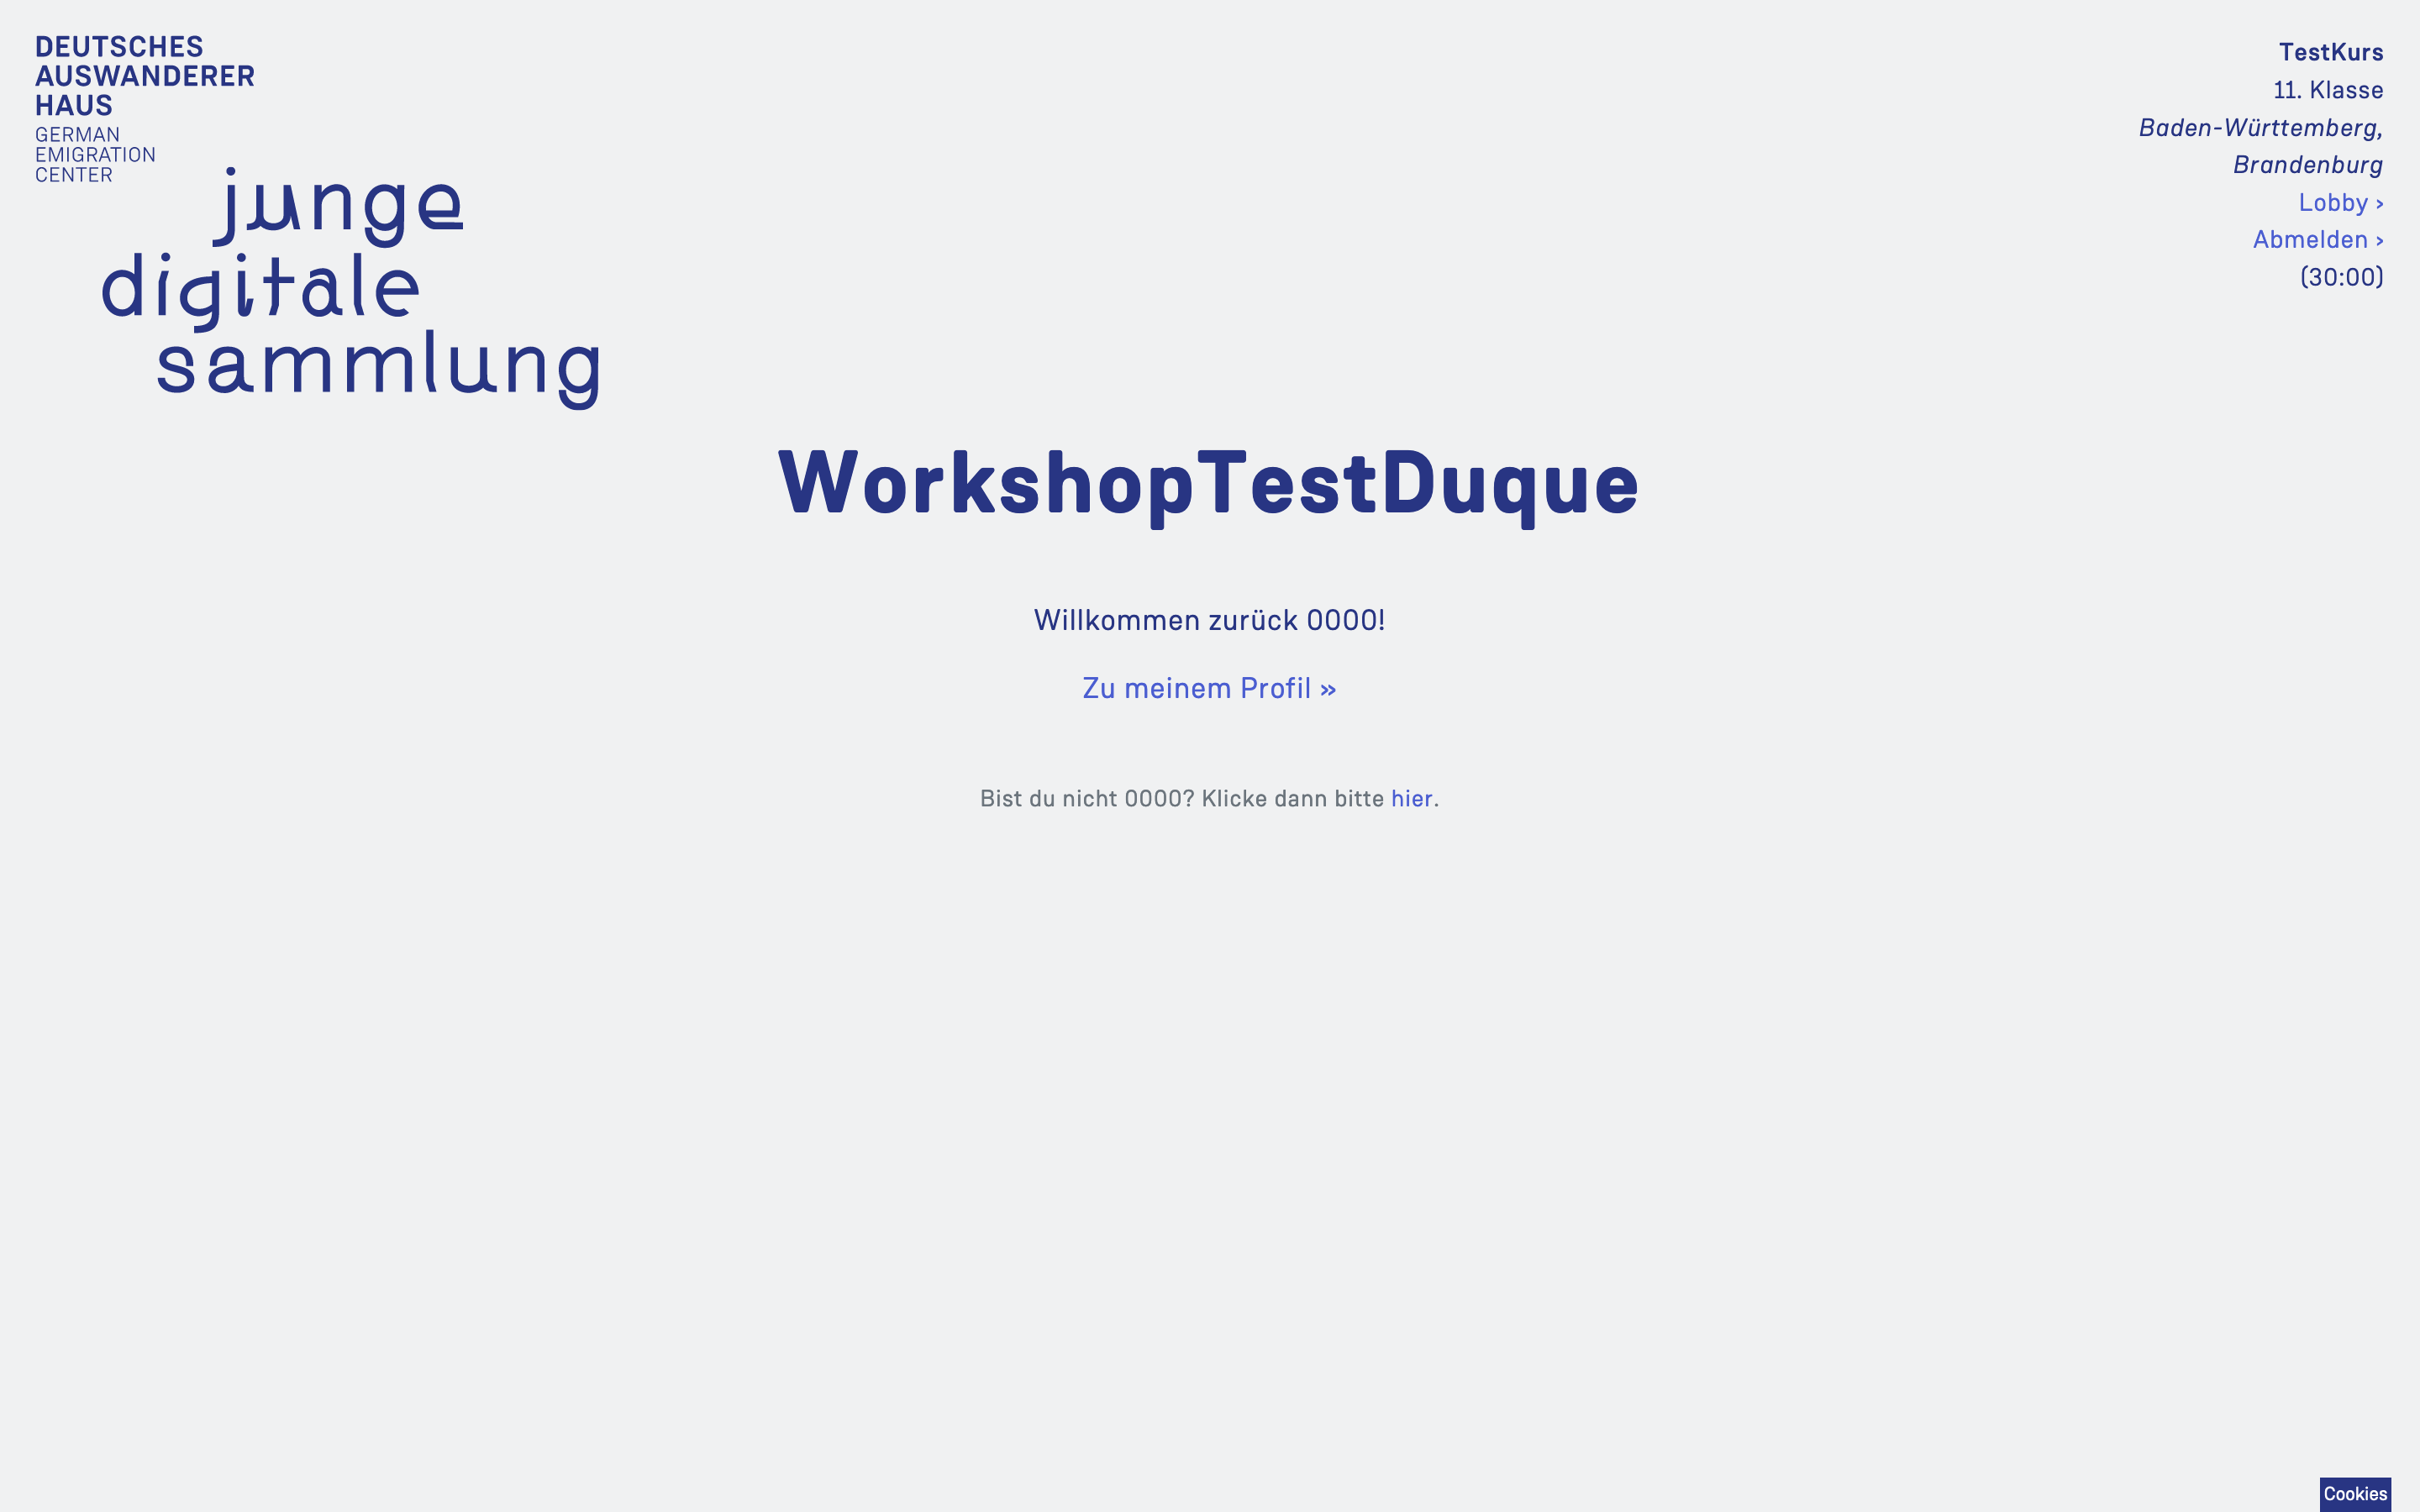 DEUTSCHES
AUSWANDERER
HAUS
GERMAN
EMIGRATION
CENTER
junge
digitale
sammlung
TestKurs
11. Klasse
Baden-Württemberg,
Brandenburg
Lobby ›
Abmelden ›
(30:00)
WorkshopTestDuque
Willkommen zurück 0000!
Zu meinem Profil »
Bist du nicht 0000? Klicke dann bitte hier.
Cookies